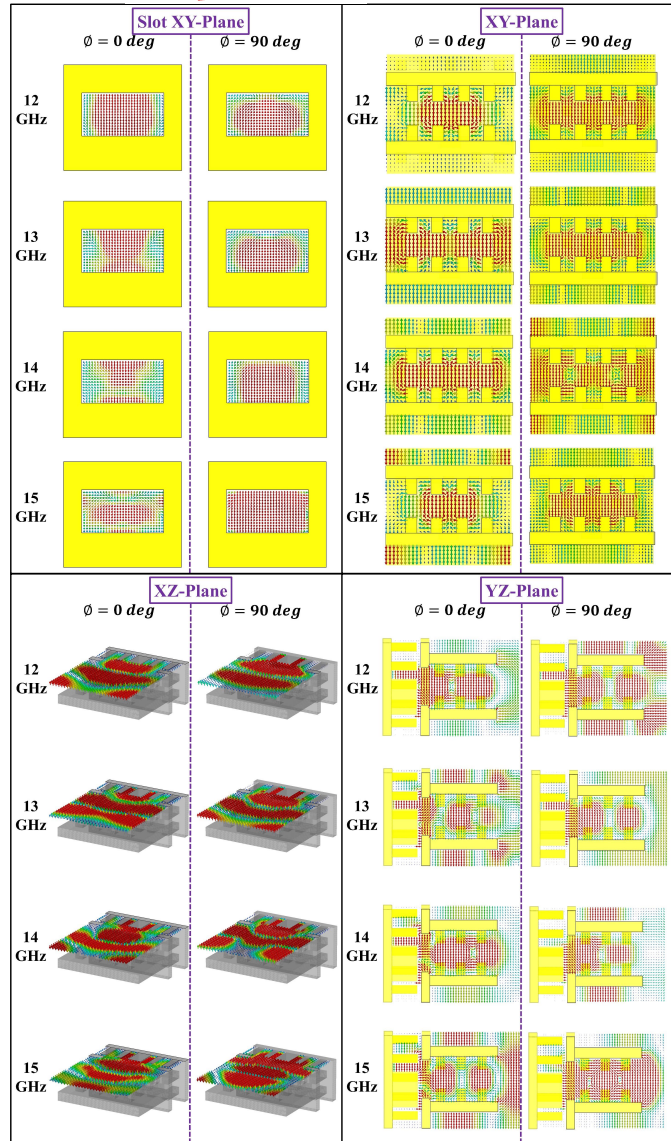 Slot XY-Plane
∅ = 0 deg ∅ = 90 deg
12
GHz
13
GHz
14
GHz
15
GHz
XY-Plane
∅ = 0 deg ∅ = 90 deg
12
GHz
13
GHz
14
GHz
15
GHz
XZ-Plane
∅ = 0 deg ∅ = 90 deg
12
GHz
13
GHz
14
GHz
15
GHz
YZ-Plane
∅ = 0 deg ∅ = 90 deg
12
GHz
13
GHz
14
GHz
15
GHz